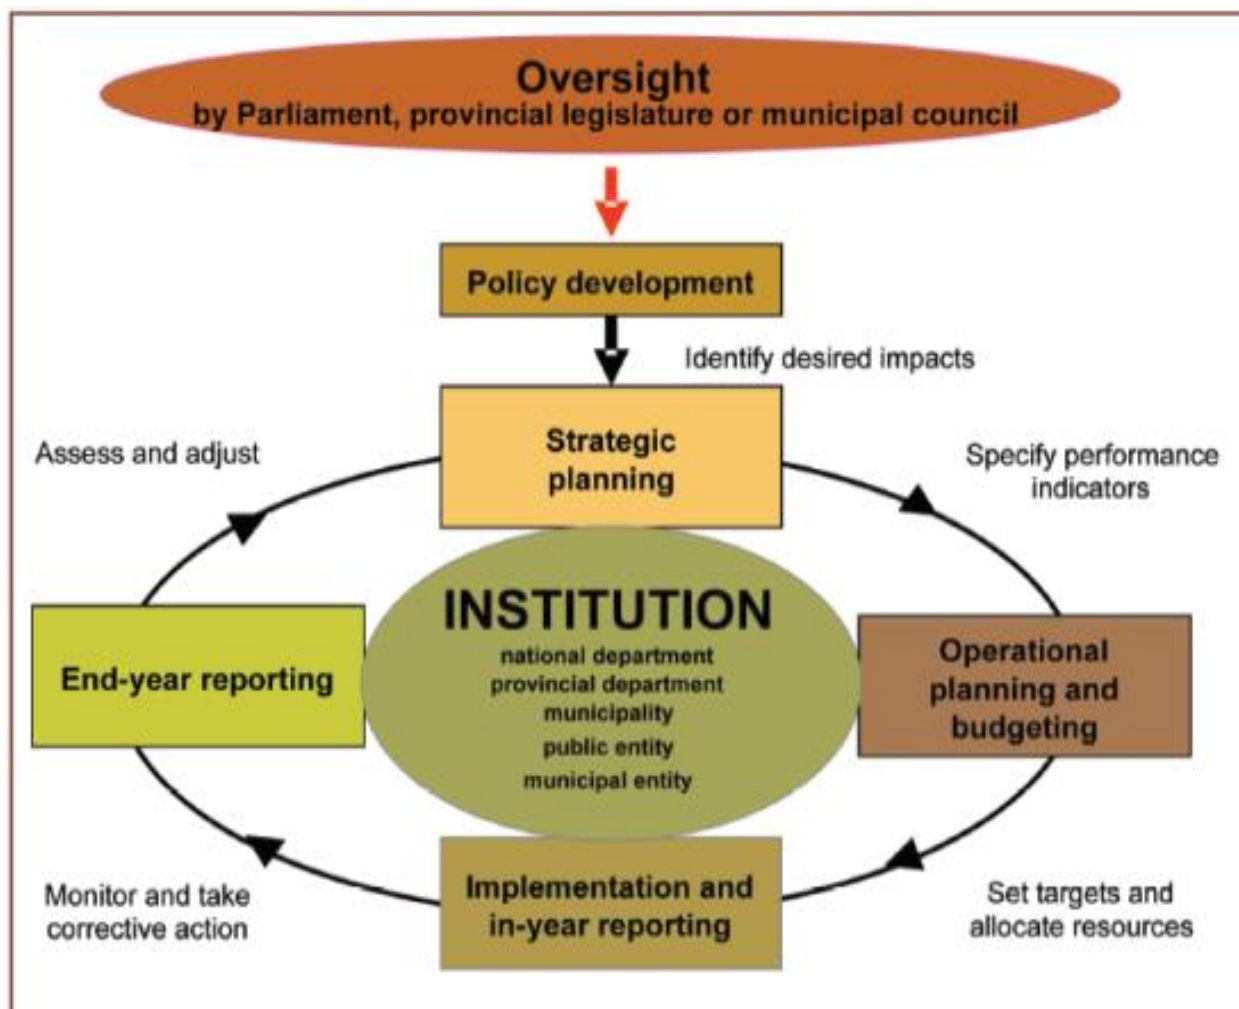 Oversight
by Parliament, provincial legislature or municipal council
Policy development
Identify desired impacts
Strategic
planning
Assess and adjust
Specify performance
indicators
INSTITUTION
national department
provincial department
municipality
public entity
municipal entity
End-year reporting
Operational
planning and
budgeting
Implementation and
in-year reporting
Monitor and take
corrective action
Set targets and
allocate resources